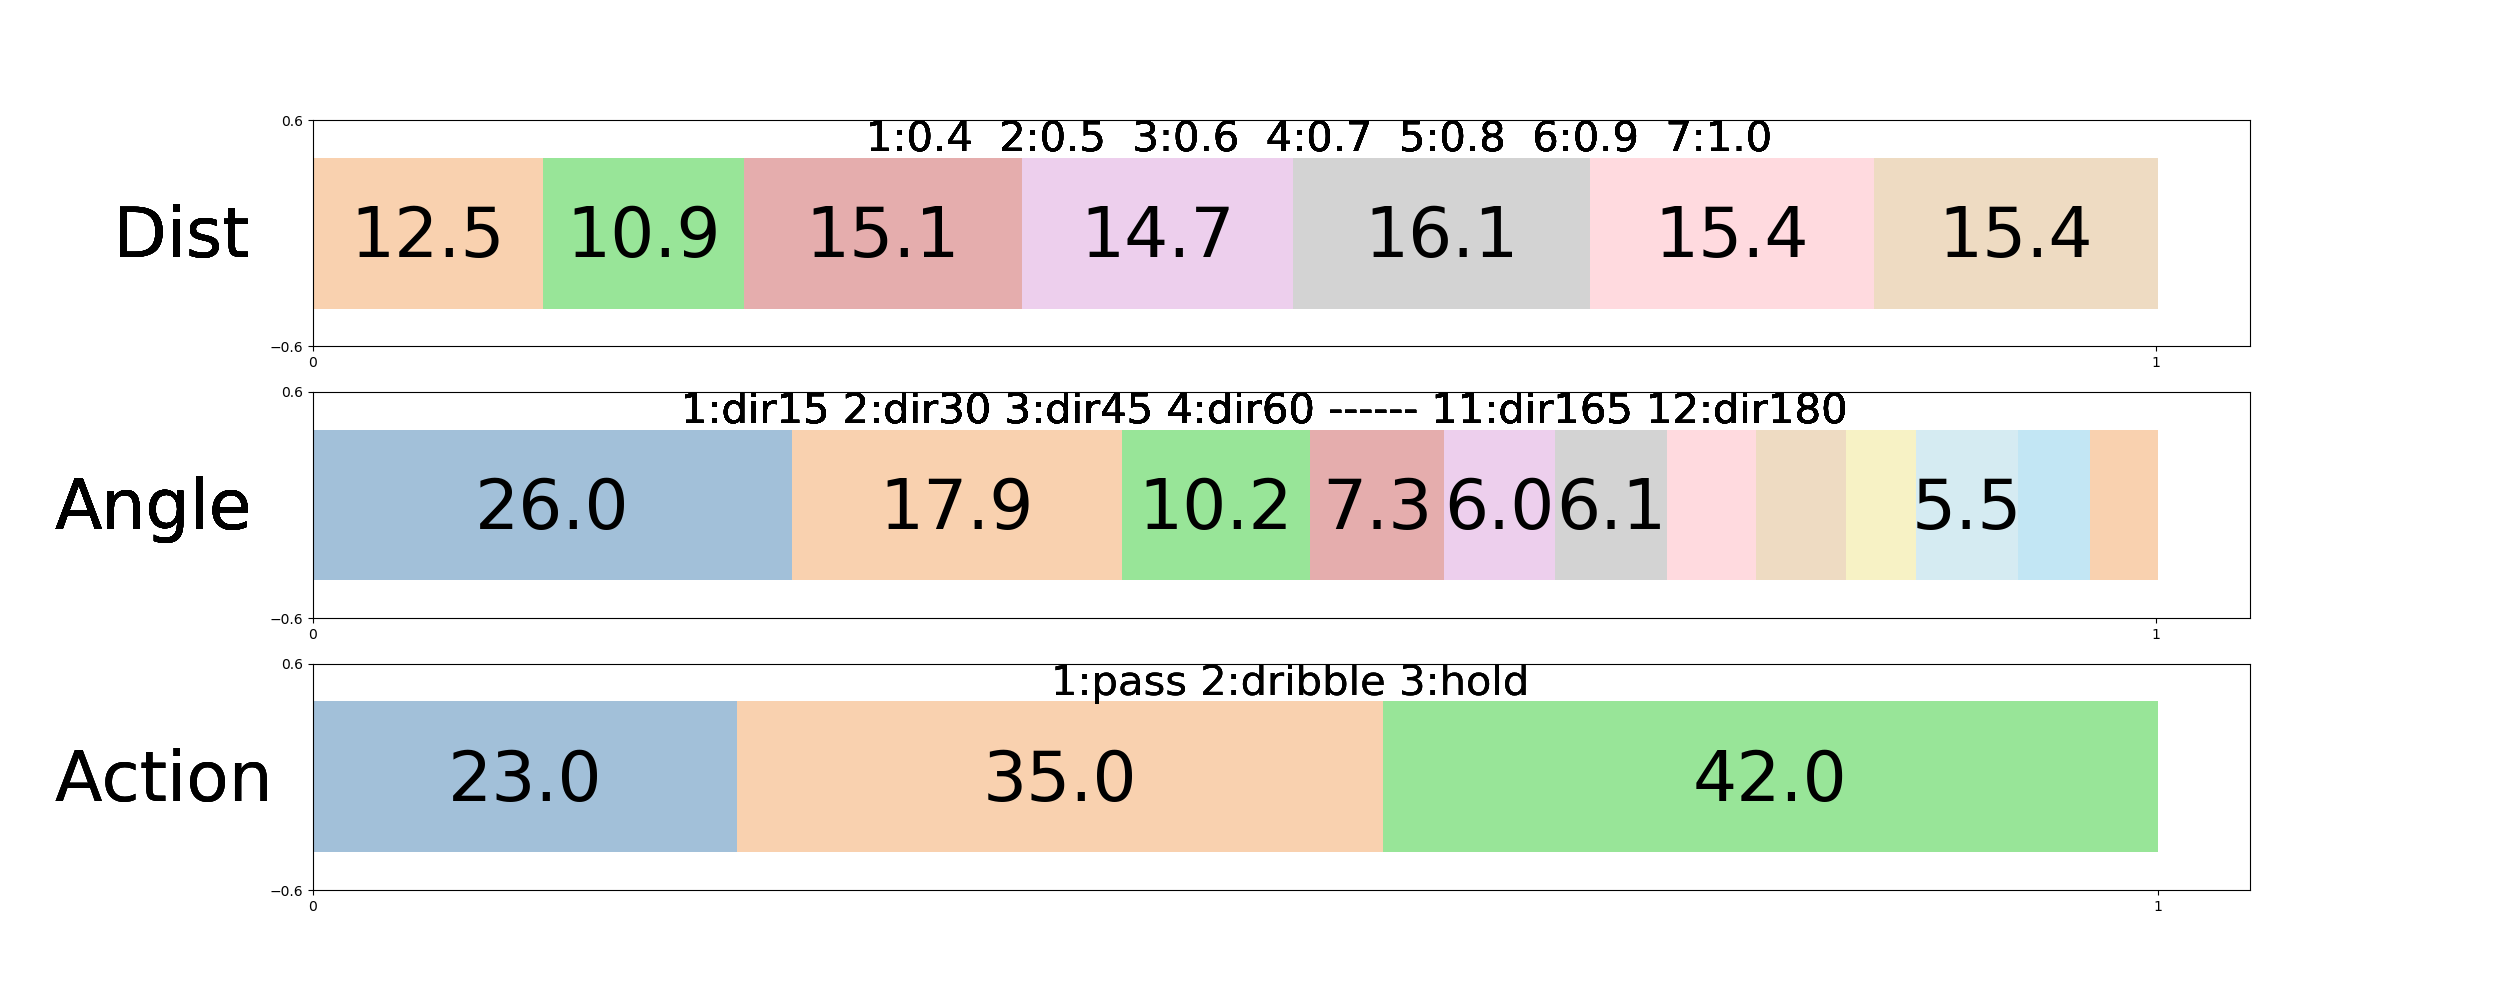 0.6
1:0.4 2:0.5 3:0.6 4:0.7 5:0.8 6:0.9 7:1.0
Dist
12.5 10.9 15.1 14.7 16.1 15.4 15.4
−0.6
0 1
0.6
1:dir15 2:dir30 3:dir45 4:dir60 ------ 11:dir165 12:dir180
Angle
26.0 17.9 10.2 7.3 6.0 6.1 5.5
−0.6
0 1
0.6
1:pass 2:dribble 3:hold
Action
23.0 35.0 42.0
−0.6
0 1